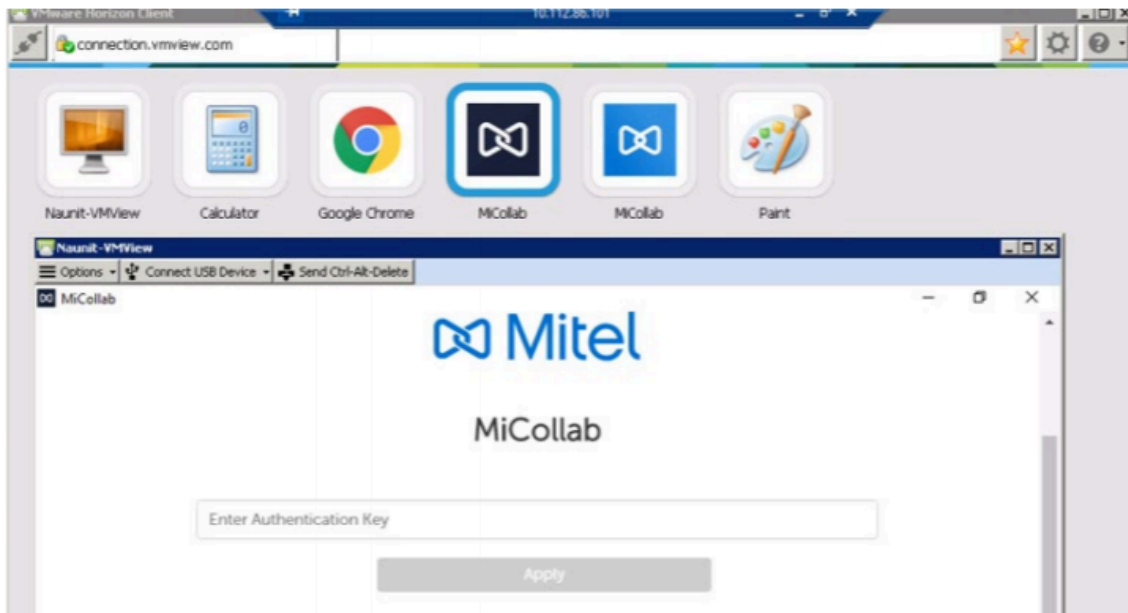 VMware Horizon Client 10.112.86.101
connection.vmview.com
Naunit-VMView Calculator Google Chrome MiCollab MiCollab Paint
Naunit-VMView
Options Connect USB Device Send Ctrl-Alt-Delete
MiCollab
Mitel
MiCollab
Enter Authentication Key
Apply